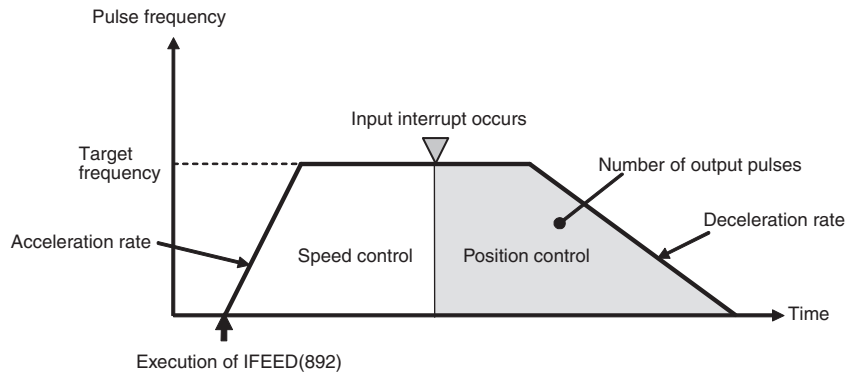 Pulse frequency
Input interrupt occurs
Target
frequency
Number of output pulses
Deceleration rate
Acceleration rate
Speed control
Position control
Time
Execution of IFEED(892)